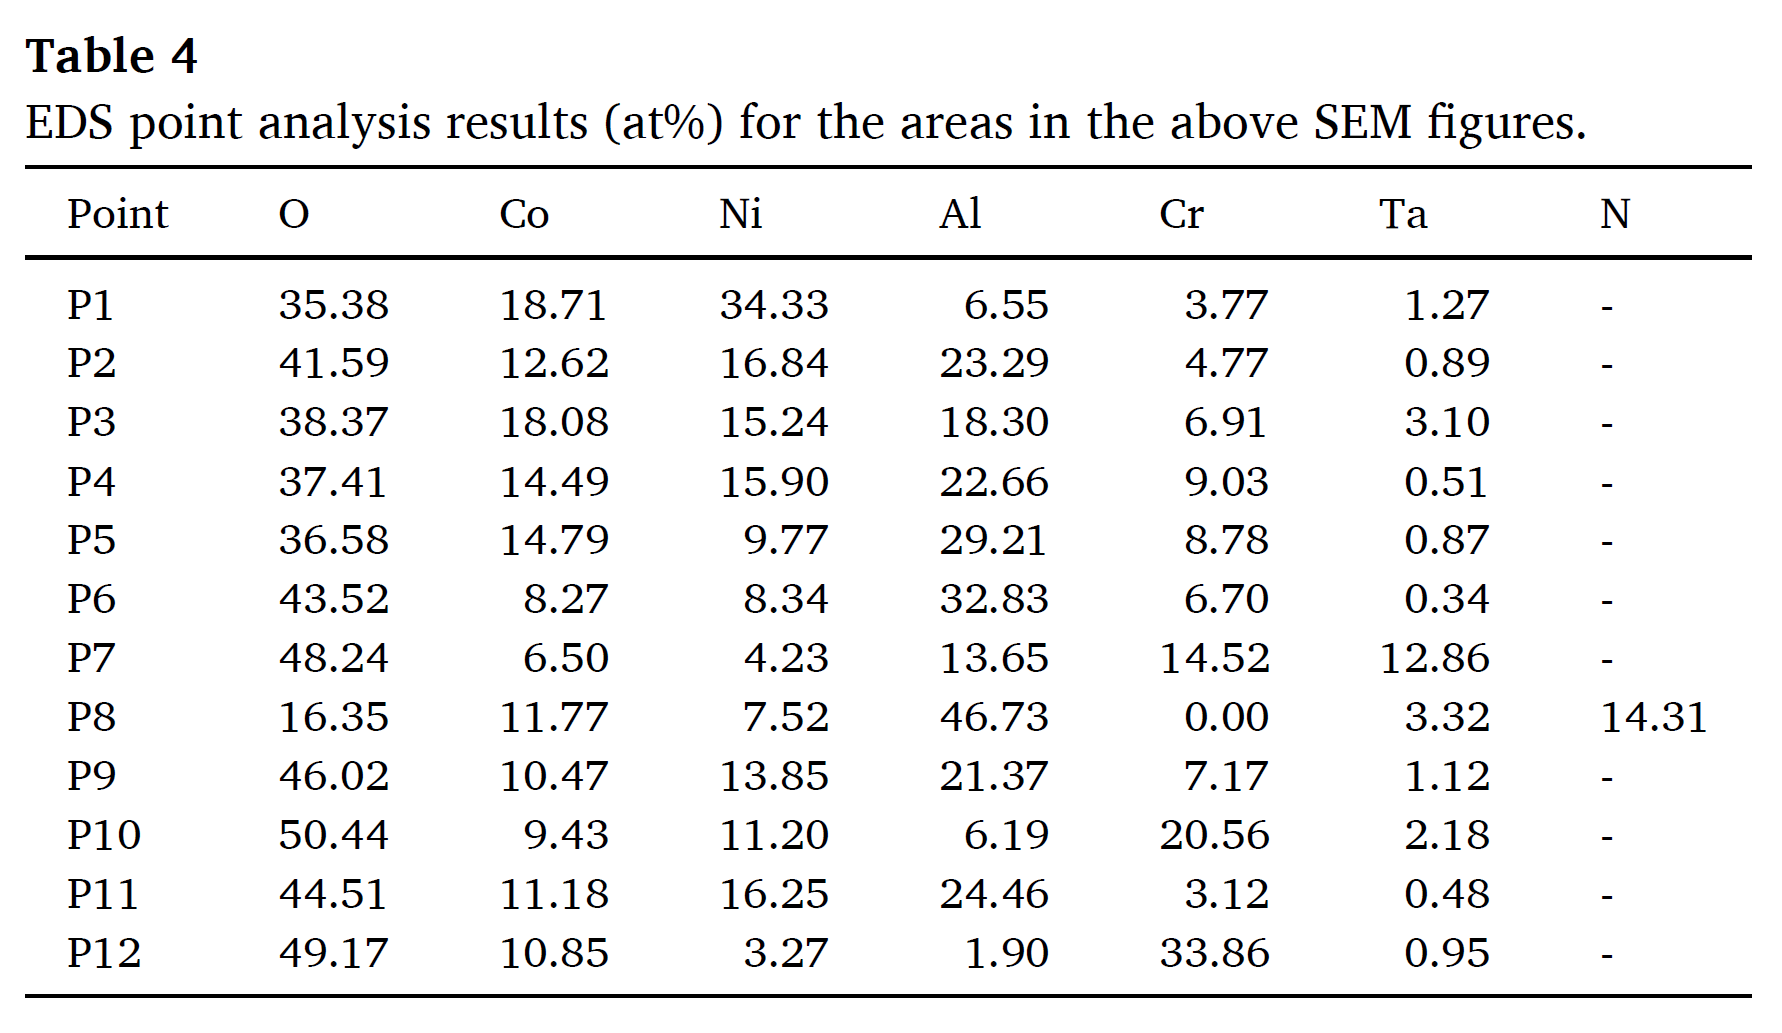 Table 4
EDS point analysis results (at%) for the areas in the above SEM figures.
Point O Co Ni Al Cr Ta N
P1 35.38 18.71 34.33 6.55 3.77 1.27 -
P2 41.59 12.62 16.84 23.29 4.77 0.89 -
P3 38.37 18.08 15.24 18.30 6.91 3.10 -
P4 37.41 14.49 15.90 22.66 9.03 0.51 -
P5 36.58 14.79 9.77 29.21 8.78 0.87 -
P6 43.52 8.27 8.34 32.83 6.70 0.34 -
P7 48.24 6.50 4.23 13.65 14.52 12.86 -
P8 16.35 11.77 7.52 46.73 0.00 3.32 14.31
P9 46.02 10.47 13.85 21.37 7.17 1.12 -
P10 50.44 9.43 11.20 6.19 20.56 2.18 -
P11 44.51 11.18 16.25 24.46 3.12 0.48 -
P12 49.17 10.85 3.27 1.90 33.86 0.95 -